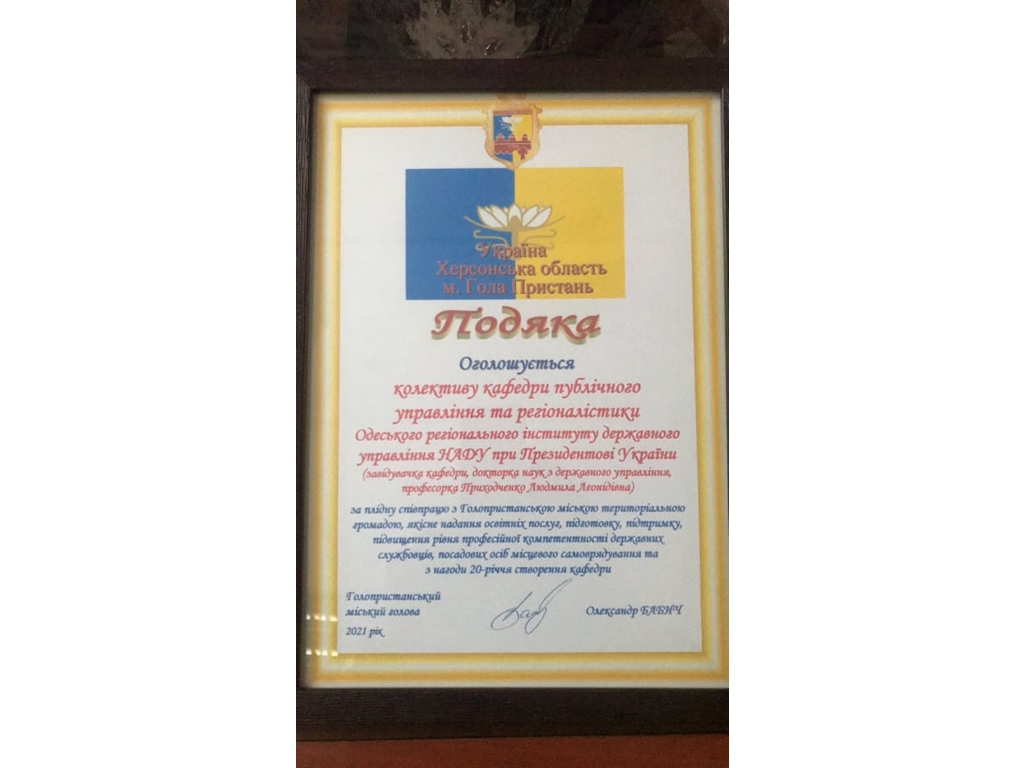 Україна
Херсонська область
м. Гола Пристань
Подяка
Оголошується
колективу кафедри публічного
управління та регіоналістики
Одеського регіонального інституту державного
управління НАДУ при Президентові України
(завідувачка кафедри, докторка наук з державного управління,
професорка Приходченко Людмила Леонідівна)
за плідну співпрацю з Голопристанською міською територіальною
громадою, якісне надання освітніх послуг, підготовку, підтримку,
підвищення рівня професійної компетентності державних
службовців, посадових осіб місцевого самоврядування та
з нагоди 20-річчя створення кафедри
Голопристанський
міський голова
Олександр БАБИЧ
2021 рік